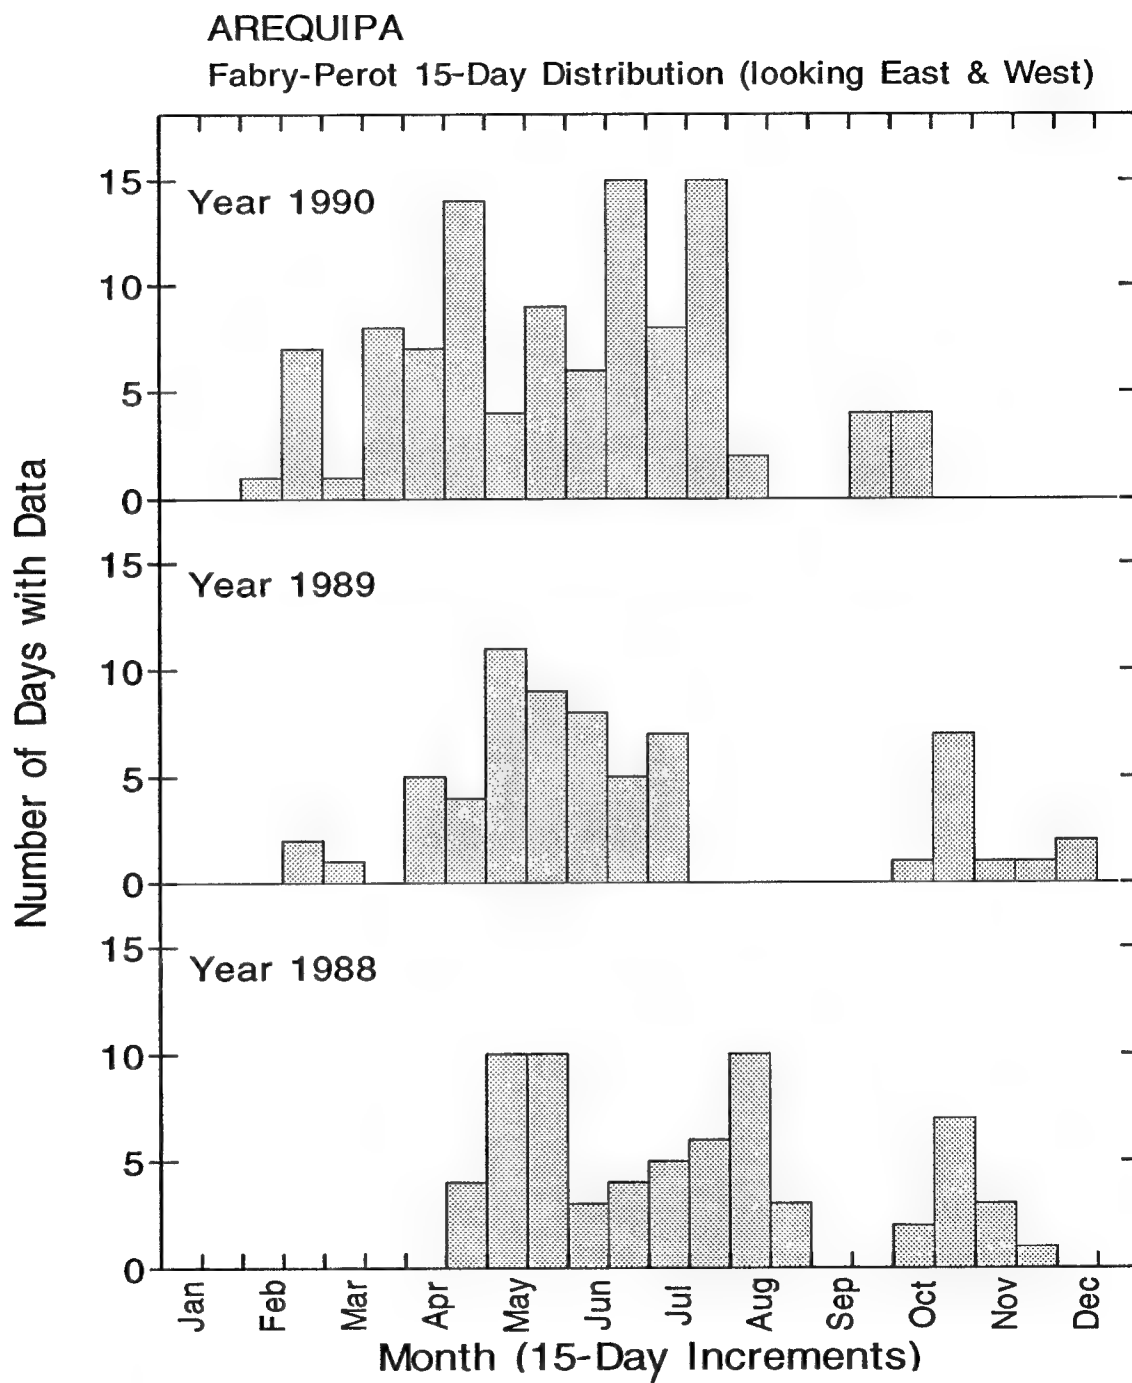 AREQUIPA
Fabry-Perot 15-Day Distribution (looking East & West)
Number of Days with Data
15
Year 1990
10
5
0
15
Year 1989
10
5
0
15
Year 1988
10
5
0
Jan Feb Mar Apr May Jun Jul Aug Sep Oct Nov Dec
Month (15-Day Increments)